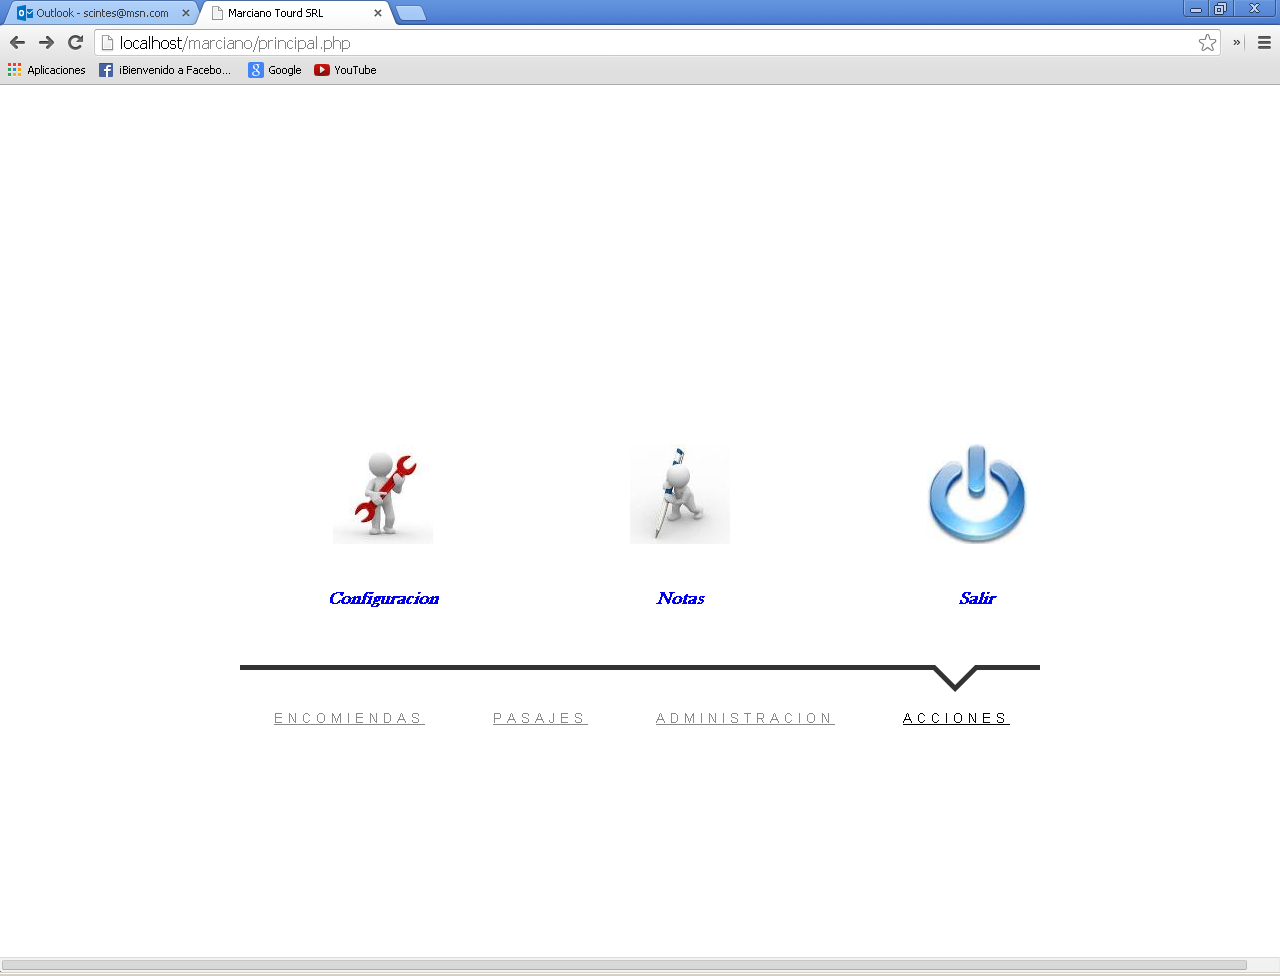 Outlook - scintes@msn.com
Marciano Tourd SRL
localhost/marciano/principal.php
»
Aplicaciones
¡Bienvenido a Facebo...
Google
YouTube
Configuracion
Notas
Salir
ENCOMIENDAS
PASAJES
ADMINISTRACION
ACCIONES